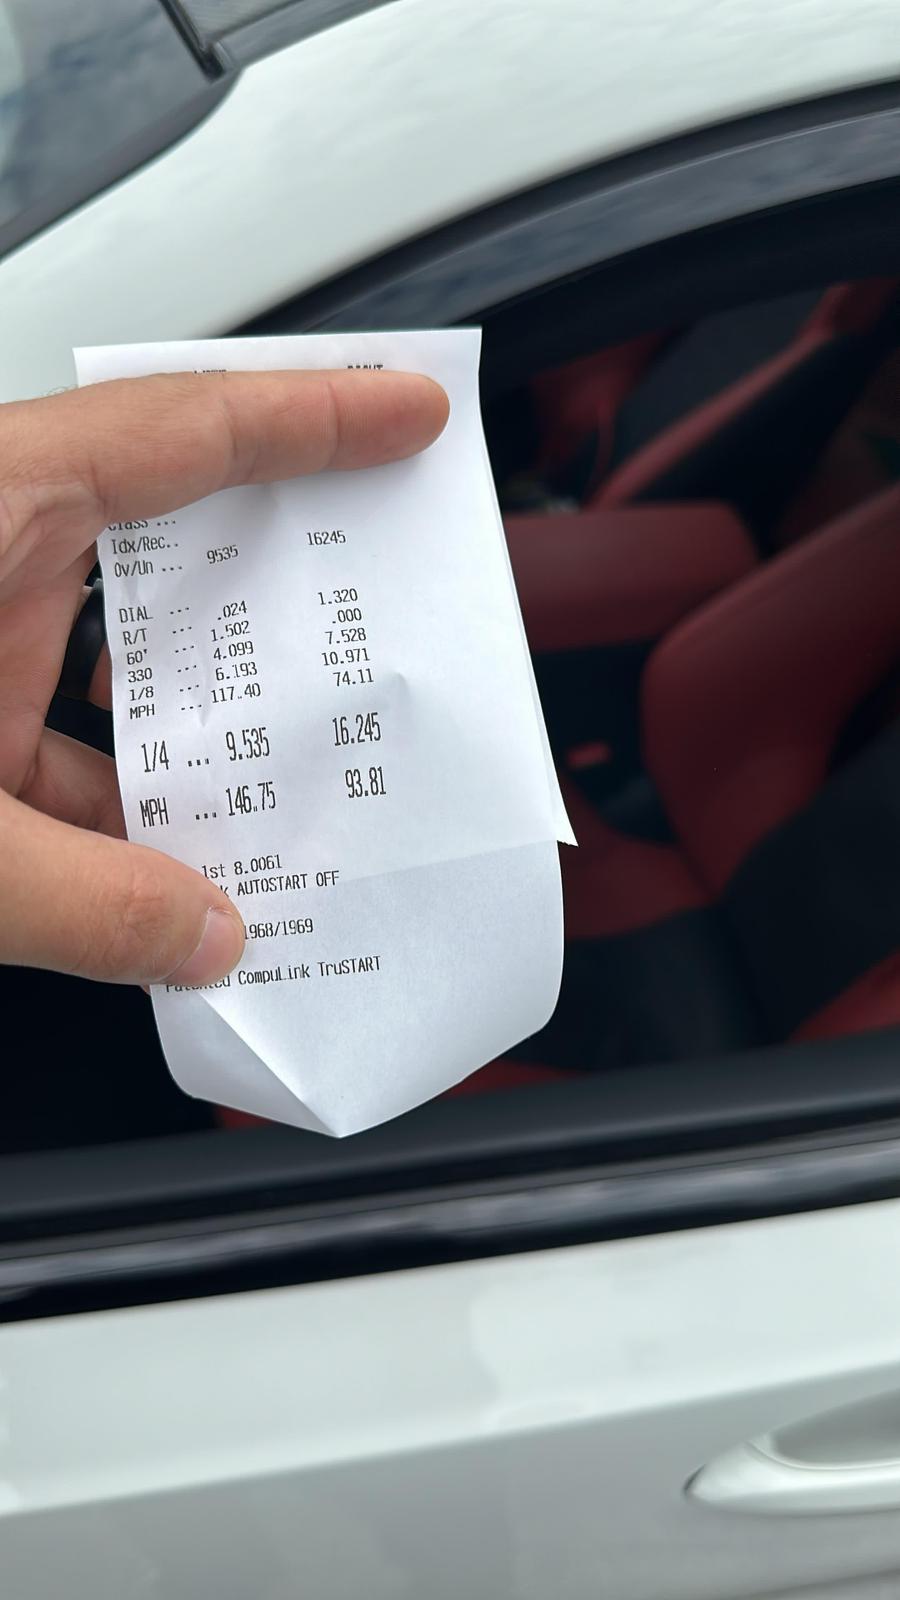 Class ...
Idx/Rec..
Ov/Un ... 9535 16245
DIAL ...
R/T ... .024 1.320
60' ... 1.502 .000
330 ... 4.099 7.528
1/8 ... 6.193 10.971
MPH ... 117.40 74.11
1/4 ... 9.535 16.245
MPH ... 146.75 93.81
1st 8.0061
k AUTOSTART OFF
1968/1969
Patented CompuLink TruSTART